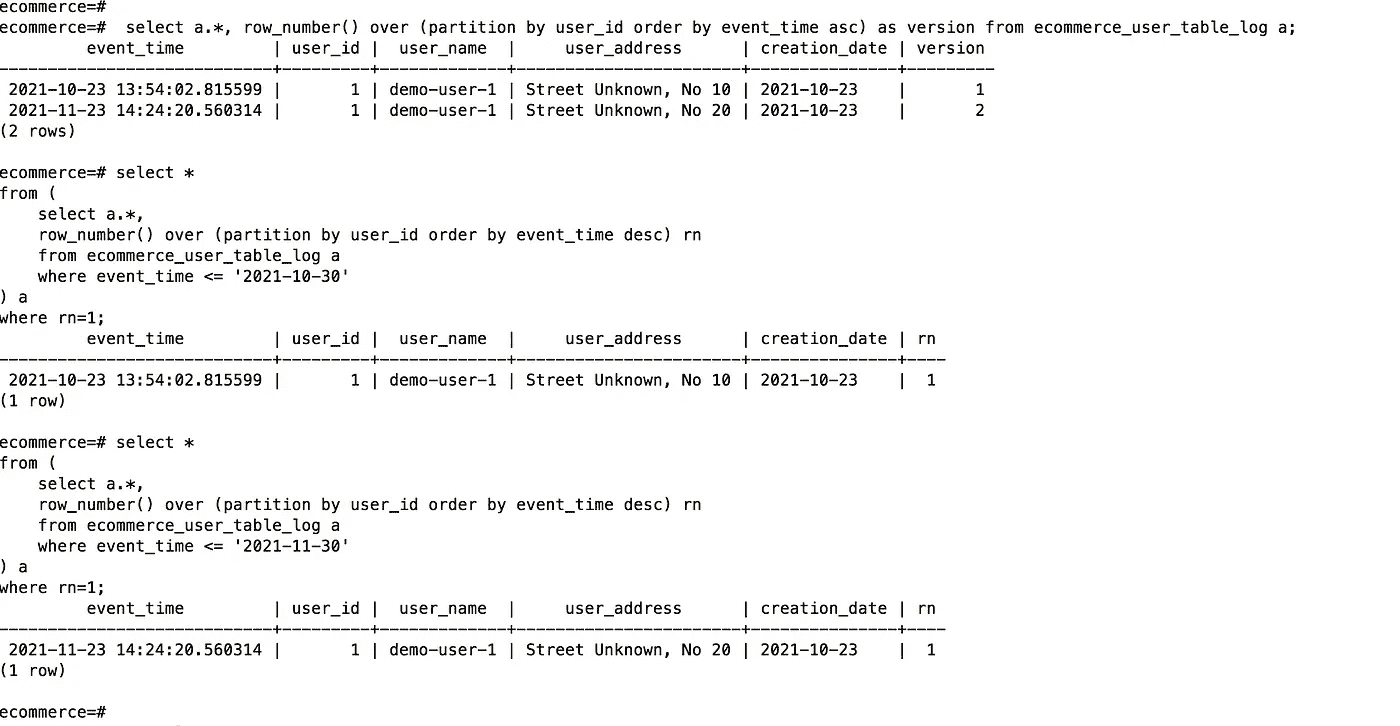 ecommerce=#
ecommerce=#  select a.*, row_number() over (partition by user_id order by event_time asc) as version from ecommerce_user_table_log a;
         event_time         | user_id |  user_name  |     user_address      | creation_date | version
----------------------------+---------+-------------+-----------------------+---------------+---------
 2021-10-23 13:54:02.815599 |       1 | demo-user-1 | Street Unknown, No 10 | 2021-10-23    |       1
 2021-11-23 14:24:20.560314 |       1 | demo-user-1 | Street Unknown, No 20 | 2021-10-23    |       2
(2 rows)

ecommerce=# select *
from (
    select a.*,
    row_number() over (partition by user_id order by event_time desc) rn
    from ecommerce_user_table_log a
    where event_time <= '2021-10-30'
) a
where rn=1;
         event_time         | user_id |  user_name  |     user_address      | creation_date | rn
----------------------------+---------+-------------+-----------------------+---------------+----
 2021-10-23 13:54:02.815599 |       1 | demo-user-1 | Street Unknown, No 10 | 2021-10-23    |  1
(1 row)

ecommerce=# select *
from (
    select a.*,
    row_number() over (partition by user_id order by event_time desc) rn
    from ecommerce_user_table_log a
    where event_time <= '2021-11-30'
) a
where rn=1;
         event_time         | user_id |  user_name  |     user_address      | creation_date | rn
----------------------------+---------+-------------+-----------------------+---------------+----
 2021-11-23 14:24:20.560314 |       1 | demo-user-1 | Street Unknown, No 20 | 2021-10-23    |  1
(1 row)

ecommerce=#